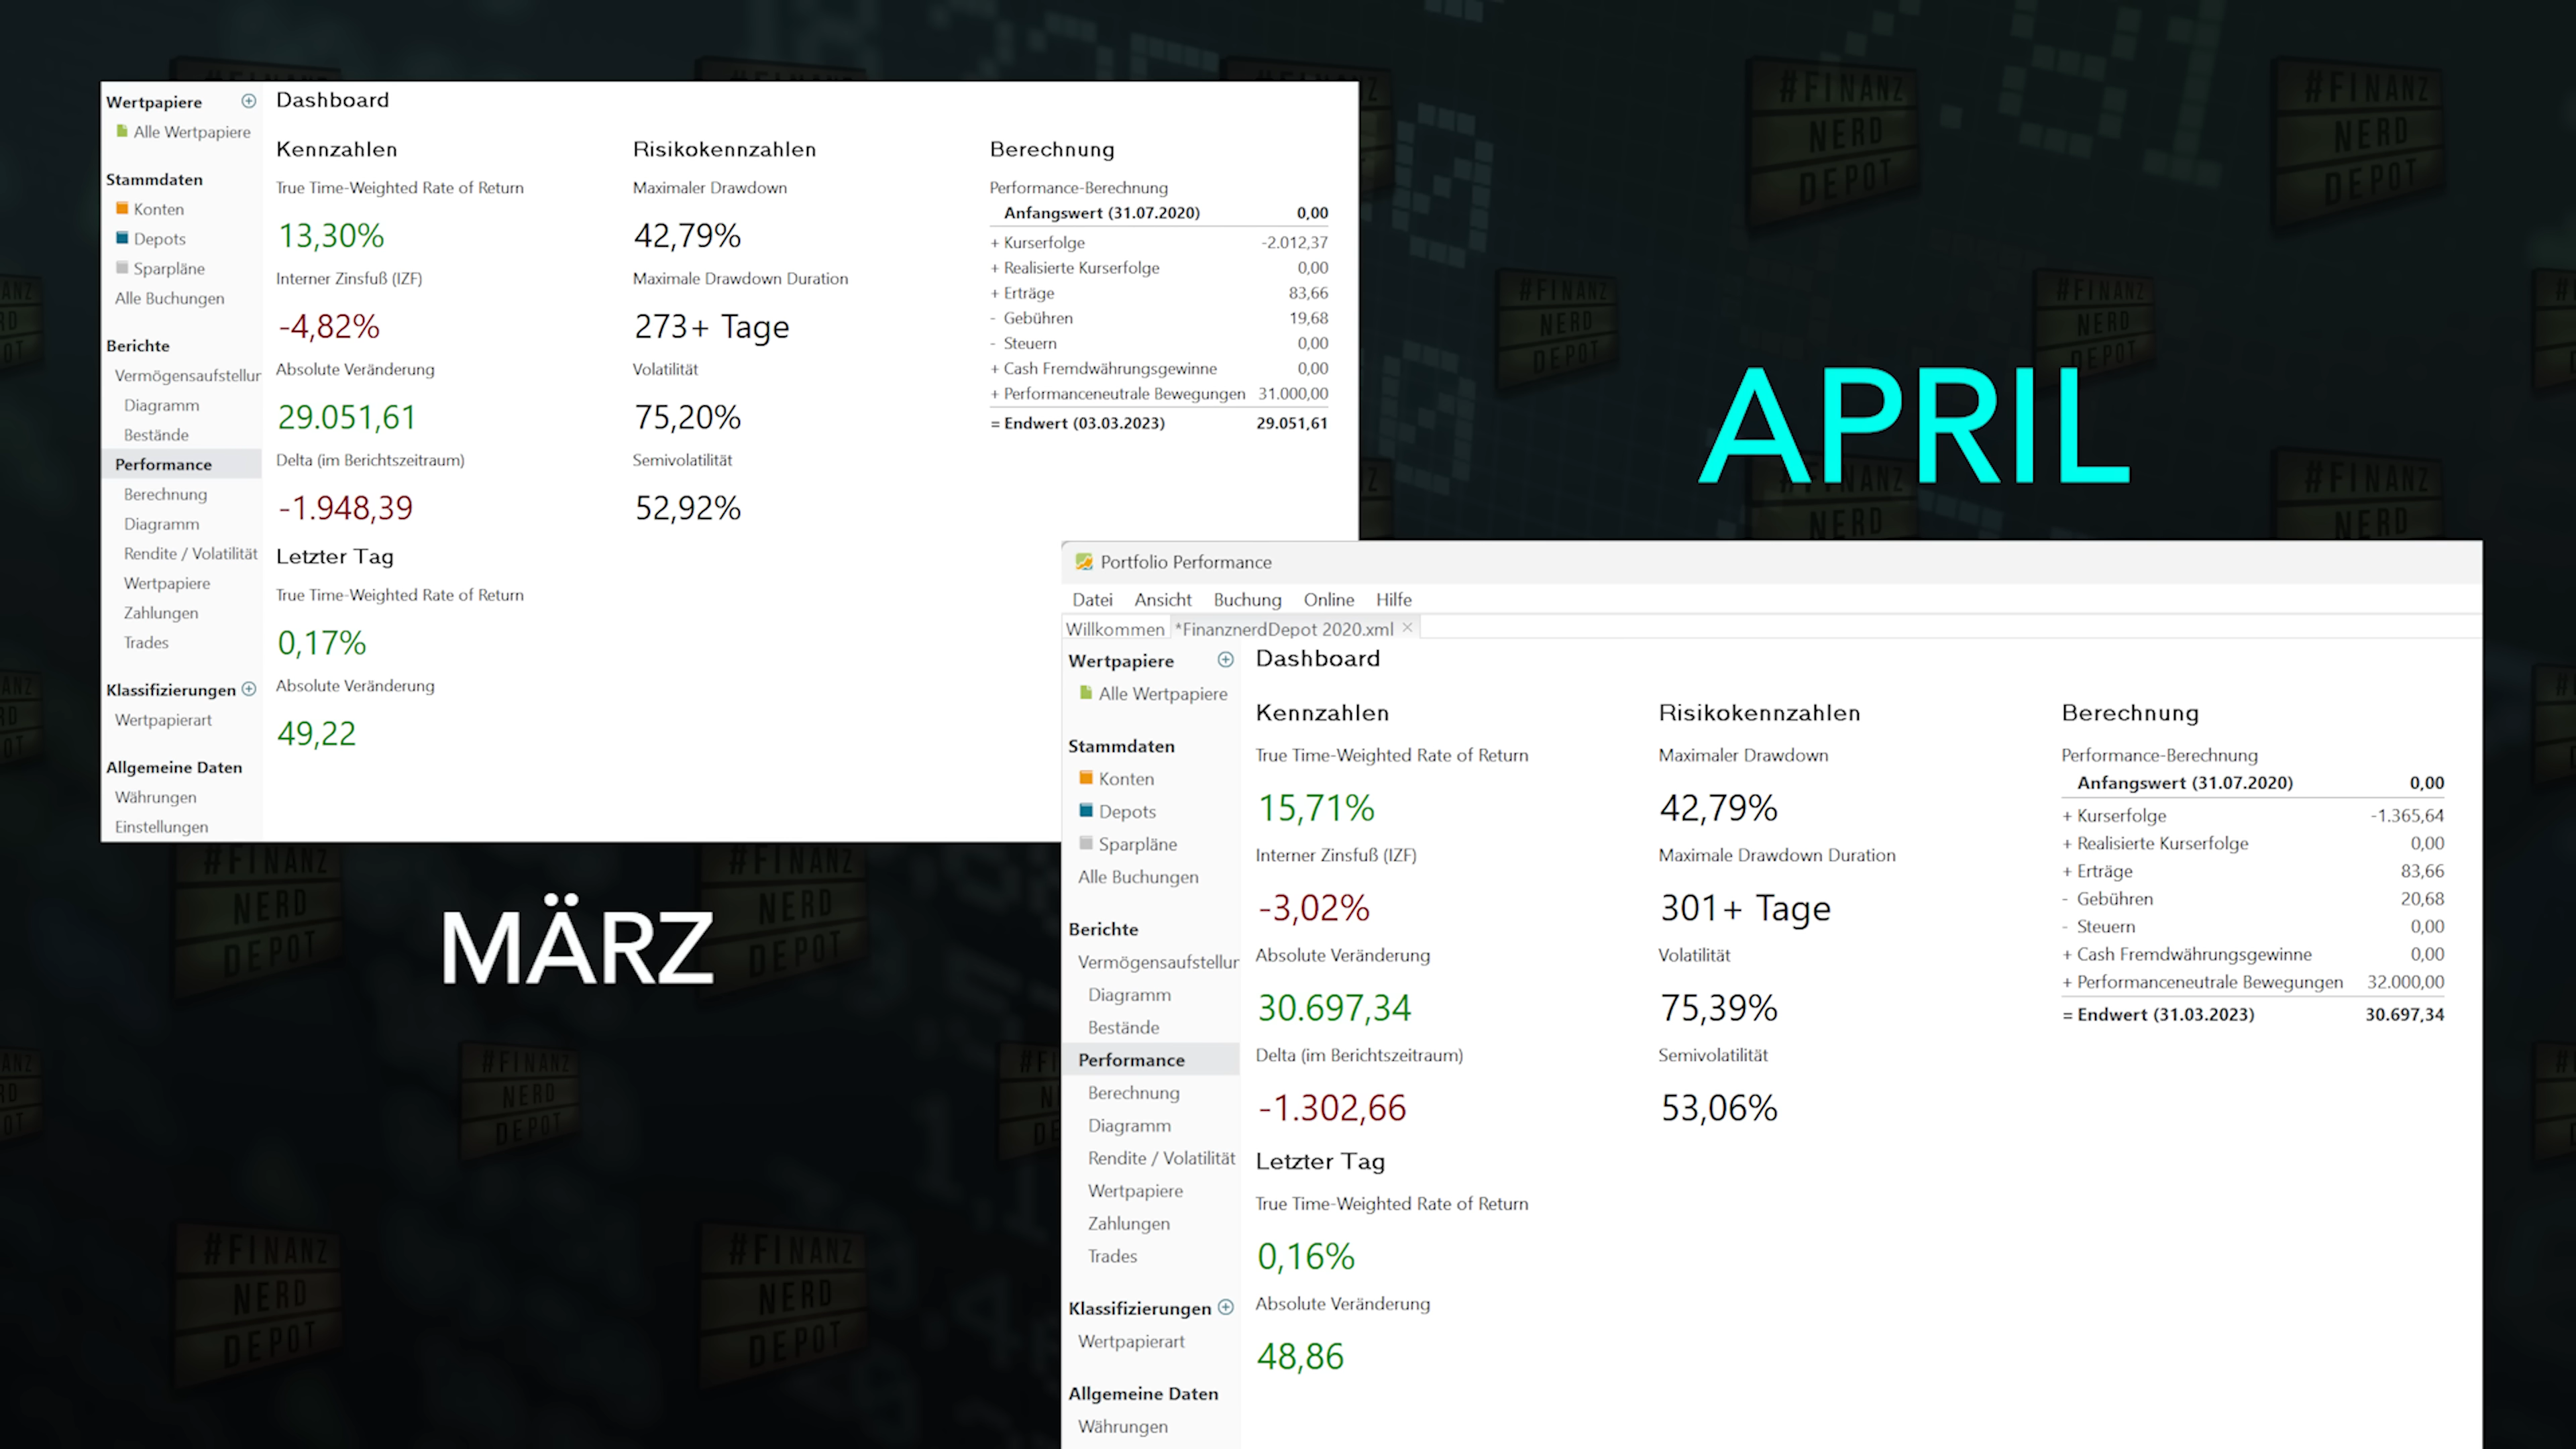 Wertpapiere
Alle Wertpapiere
Stammdaten
Konten
Depots
Sparpläne
Alle Buchungen
Berichte
Vermögensaufstellur
Diagramm
Bestände
Performance
Berechnung
Diagramm
Rendite / Volatilität
Wertpapiere
Zahlungen
Trades
Klassifizierungen
Wertpapierart
Allgemeine Daten
Währungen
Einstellungen
Dashboard
Kennzahlen
True Time-Weighted Rate of Return
13,30%
Interner Zinsfuß (IZF)
-4,82%
Absolute Veränderung
29.051,61
Delta (im Berichtszeitraum)
-1.948,39
Letzter Tag
True Time-Weighted Rate of Return
0,17%
Absolute Veränderung
49,22
Risikokennzahlen
Maximaler Drawdown
42,79%
Maximale Drawdown Duration
273+ Tage
Volatilität
75,20%
Semivolatilität
52,92%
Berechnung
Performance-Berechnung
Anfangswert (31.07.2020) 0,00
+ Kurserfolge -2.012,37
+ Realisierte Kurserfolge 0,00
+ Erträge 83,66
- Gebühren 19,68
- Steuern 0,00
+ Cash Fremdwährungsgewinne 0,00
+ Performanceneutrale Bewegungen 31.000,00
= Endwert (03.03.2023) 29.051,61
MÄRZ
APRIL
Portfolio Performance
Datei Ansicht Buchung Online Hilfe
Willkommen *FinanznerdDepot 2020.xml
Wertpapiere
Alle Wertpapiere
Stammdaten
Konten
Depots
Sparpläne
Alle Buchungen
Berichte
Vermögensaufstellur
Diagramm
Bestände
Performance
Berechnung
Diagramm
Rendite / Volatilität
Wertpapiere
Zahlungen
Trades
Klassifizierungen
Wertpapierart
Allgemeine Daten
Währungen
Dashboard
Kennzahlen
True Time-Weighted Rate of Return
15,71%
Interner Zinsfuß (IZF)
-3,02%
Absolute Veränderung
30.697,34
Delta (im Berichtszeitraum)
-1.302,66
Letzter Tag
True Time-Weighted Rate of Return
0,16%
Absolute Veränderung
48,86
Risikokennzahlen
Maximaler Drawdown
42,79%
Maximale Drawdown Duration
301+ Tage
Volatilität
75,39%
Semivolatilität
53,06%
Berechnung
Performance-Berechnung
Anfangswert (31.07.2020) 0,00
+ Kurserfolge -1.365,64
+ Realisierte Kurserfolge 0,00
+ Erträge 83,66
- Gebühren 20,68
- Steuern 0,00
+ Cash Fremdwährungsgewinne 0,00
+ Performanceneutrale Bewegungen 32.000,00
= Endwert (31.03.2023) 30.697,34
#FINANZ
NERD
DEPOT